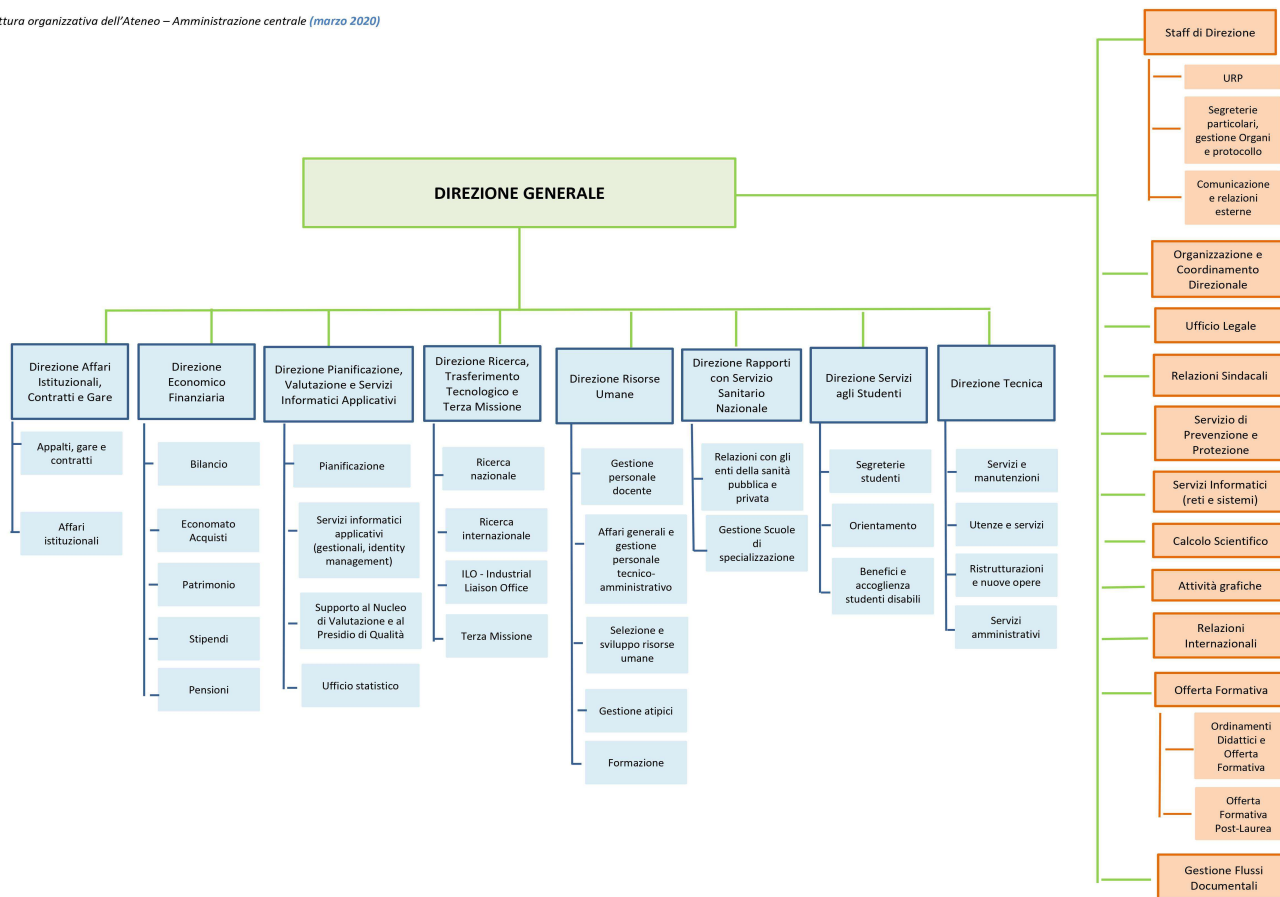 ttura organizzativa dell'Ateneo – Amministrazione centrale (marzo 2020)
DIREZIONE GENERALE
Direzione Affari
Istituzionali,
Contratti e Gare
Appalti, gare e
contratti
Affari
istituzionali
Direzione
Economico
Finanziaria
Bilancio
Economato
Acquisti
Patrimonio
Stipendi
Pensioni
Direzione Pianificazione,
Valutazione e Servizi
Informatici Applicativi
Pianificazione
Servizi informatici
applicativi
(gestionali, identity
management)
Supporto al Nucleo
di Valutazione e al
Presidio di Qualità
Ufficio statistico
Direzione Ricerca,
Trasferimento
Tecnologico e
Terza Missione
Ricerca
nazionale
Ricerca
internazionale
ILO - Industrial
Liaison Office
Terza Missione
Direzione Risorse
Umane
Gestione
personale
docente
Affari generali e
gestione
personale
tecnico-
amministrativo
Selezione e
sviluppo risorse
umane
Gestione atipici
Formazione
Direzione Rapporti
con Servizio
Sanitario
Nazionale
Relazioni con gli
enti della sanità
pubblica e
privata
Gestione Scuole
di
specializzazione
Direzione Servizi
agli Studenti
Segreterie
studenti
Orientamento
Benefici e
accoglienza
studenti disabili
Direzione Tecnica
Servizi e
manutenzioni
Utenze e servizi
Ristrutturazioni
e nuove opere
Servizi
amministrativi
Staff di Direzione
URP
Segreterie
particolari,
gestione Organi
e protocollo
Comunicazione
e relazioni
esterne
Organizzazione e
Coordinamento
Direzionale
Ufficio Legale
Relazioni Sindacali
Servizio di
Prevenzione e
Protezione
Servizi Informatici
(reti e sistemi)
Calcolo Scientifico
Attività grafiche
Relazioni
Internazionali
Offerta Formativa
Ordinamenti
Didattici e
Offerta
Formativa
Offerta
Formativa
Post-Laurea
Gestione Flussi
Documentali